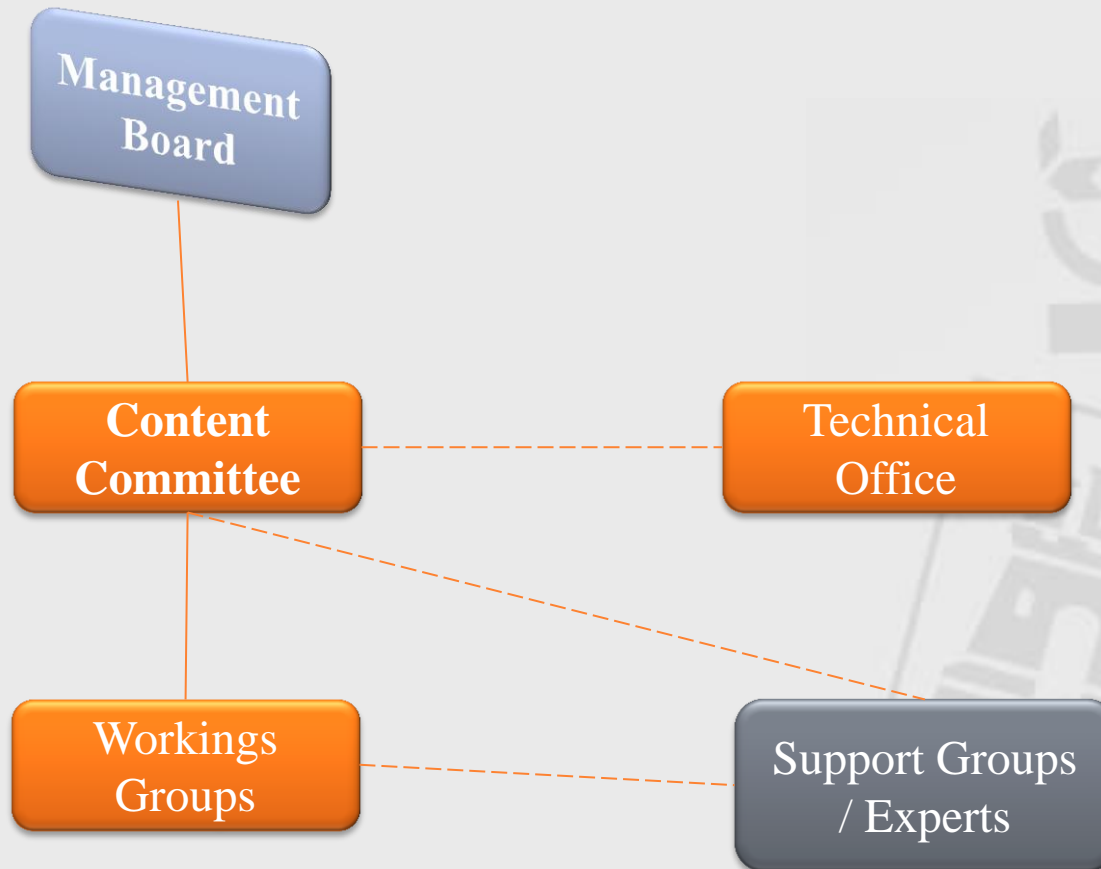 Management
Board
Content
Committee
Technical
Office
Workings
Groups
Support Groups
/ Experts